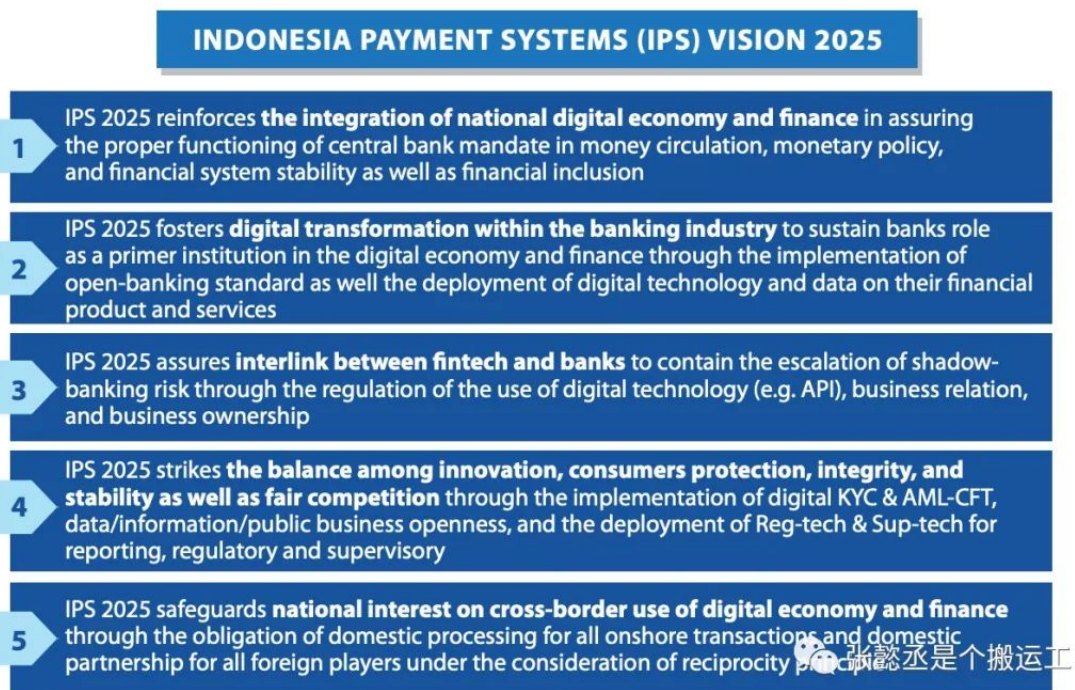 INDONESIA PAYMENT SYSTEMS (IPS) VISION 2025
1
IPS 2025 reinforces the integration of national digital economy and finance in assuring
the proper functioning of central bank mandate in money circulation, monetary policy,
and financial system stability as well as financial inclusion
2
IPS 2025 fosters digital transformation within the banking industry to sustain banks role
as a primer institution in the digital economy and finance through the implementation of
open-banking standard as well the deployment of digital technology and data on their financial
product and services
3
IPS 2025 assures interlink between fintech and banks to contain the escalation of shadow-
banking risk through the regulation of the use of digital technology (e.g. API), business relation,
and business ownership
4
IPS 2025 strikes the balance among innovation, consumers protection, integrity, and
stability as well as fair competition through the implementation of digital KYC & AML-CFT,
data/information/public business openness, and the deployment of Reg-tech & Sup-tech for
reporting, regulatory and supervisory
5
IPS 2025 safeguards national interest on cross-border use of digital economy and finance
through the obligation of domestic processing for all onshore transactions and domestic
partnership for all foreign players under the consideration of reciprocity
张懿丞是个搬运工